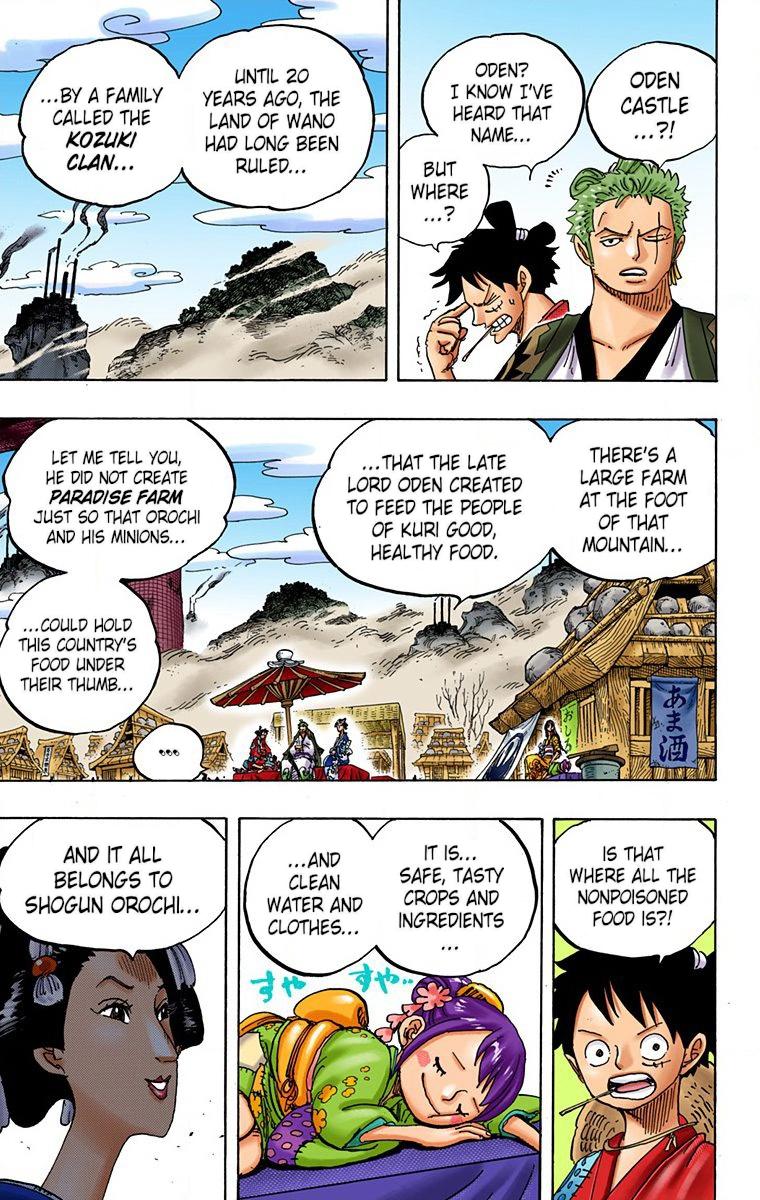 ODEN
CASTLE
...?!
ODEN?
I KNOW I'VE
HEARD THAT
NAME...
BUT
WHERE
...?
UNTIL 20
YEARS AGO, THE
LAND OF WANO
HAD LONG BEEN
RULED...
...BY A FAMILY
CALLED THE
KOZUKI
CLAN...
THERE'S A
LARGE FARM
AT THE FOOT
OF THAT
MOUNTAIN...
...THAT THE LATE
LORD ODEN CREATED
TO FEED THE PEOPLE
OF KURI GOOD,
HEALTHY FOOD.
LET ME TELL YOU,
HE DID NOT CREATE
PARADISE FARM
JUST SO THAT OROCHI
AND HIS MINIONS...
...COULD HOLD
THIS COUNTRY'S
FOOD UNDER
THEIR THUMB...
...
あま酒
おしる
IS THAT
WHERE ALL THE
NONPOISONED
FOOD IS?!
IT IS...
SAFE, TASTY
CROPS AND
INGREDIENTS
...
...AND
CLEAN
WATER AND
CLOTHES...
すや..
すや
AND IT ALL
BELONGS TO
SHOGUN OROCHI...